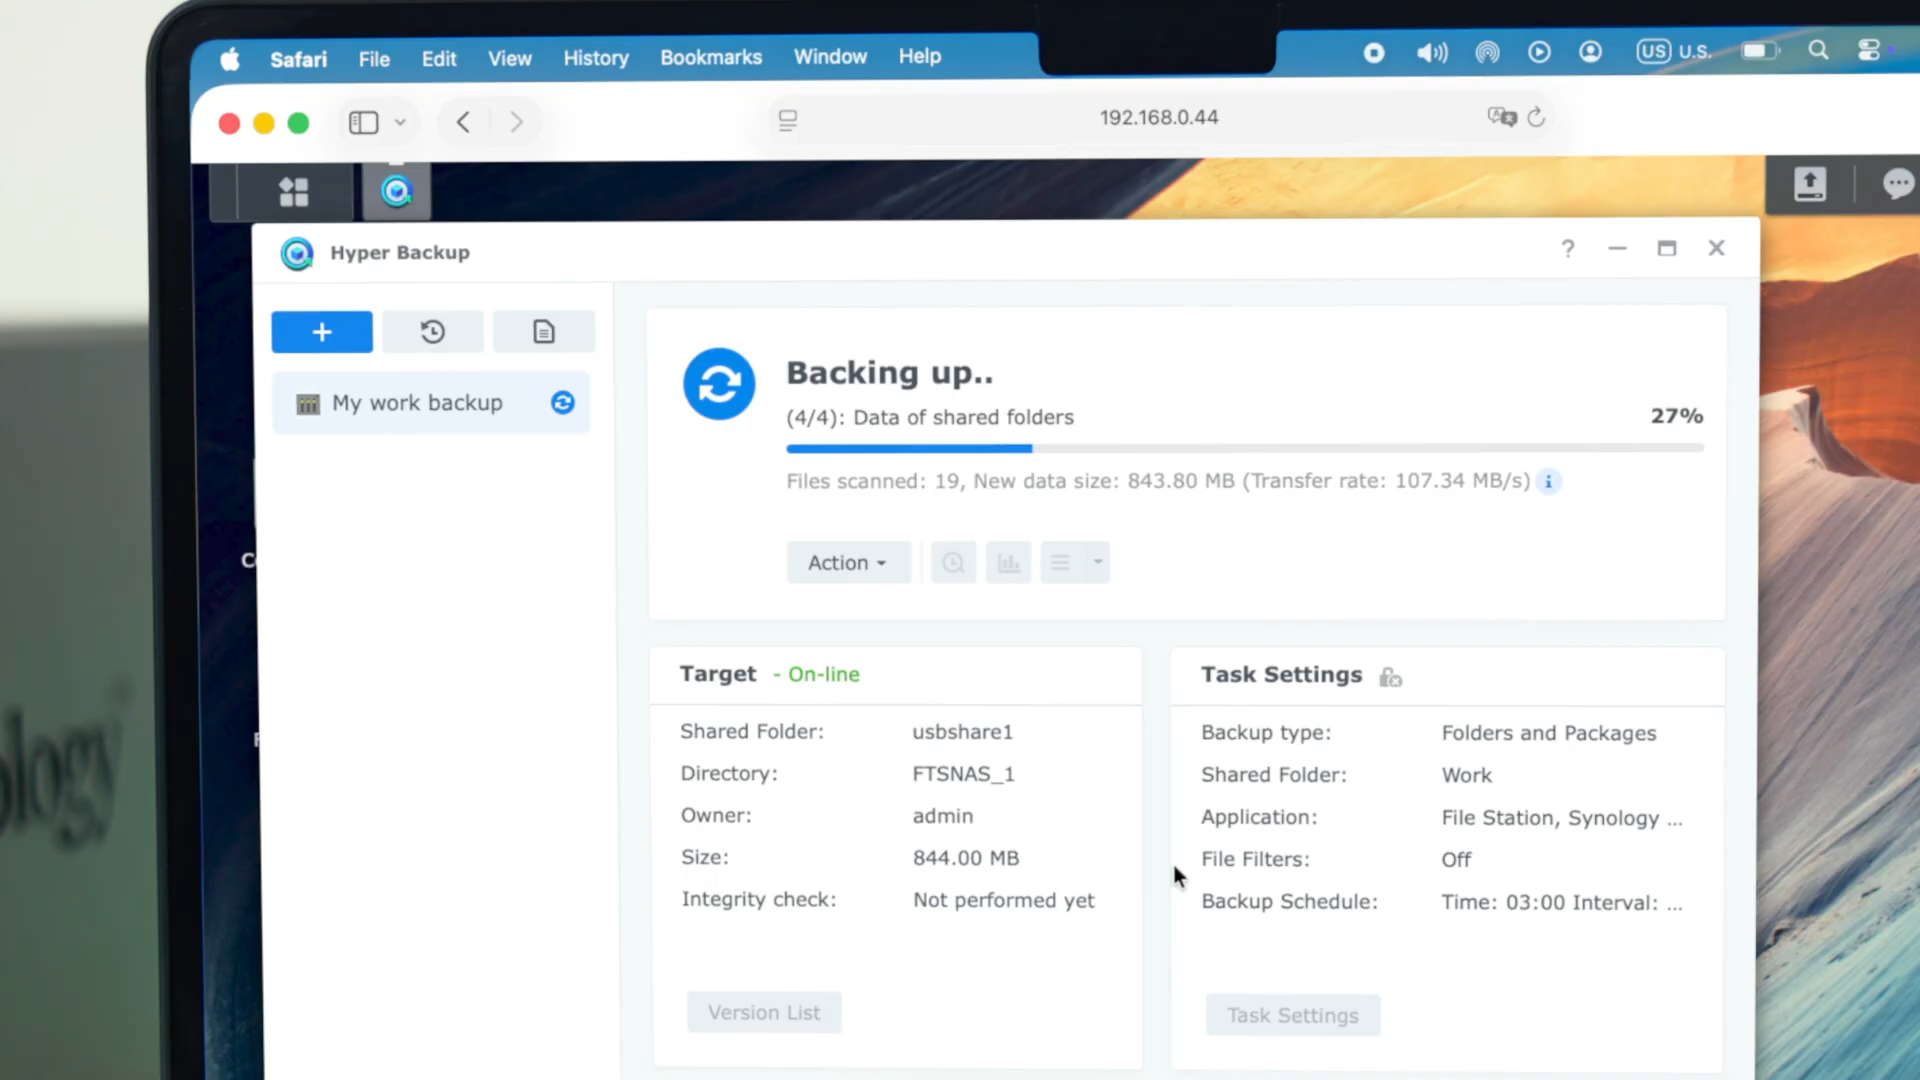 Safari File Edit View History Bookmarks Window Help US U.S.
192.168.0.44
Hyper Backup
My work backup
Backing up..
(4/4): Data of shared folders 27%
Files scanned: 19, New data size: 843.80 MB (Transfer rate: 107.34 MB/s)
Action
Target - On-line
Shared Folder: usbshare1
Directory: FTSNAS_1
Owner: admin
Size: 844.00 MB
Integrity check: Not performed yet
Version List
Task Settings
Backup type: Folders and Packages
Shared Folder: Work
Application: File Station, Synology ...
File Filters: Off
Backup Schedule: Time: 03:00 Interval: ...
Task Settings